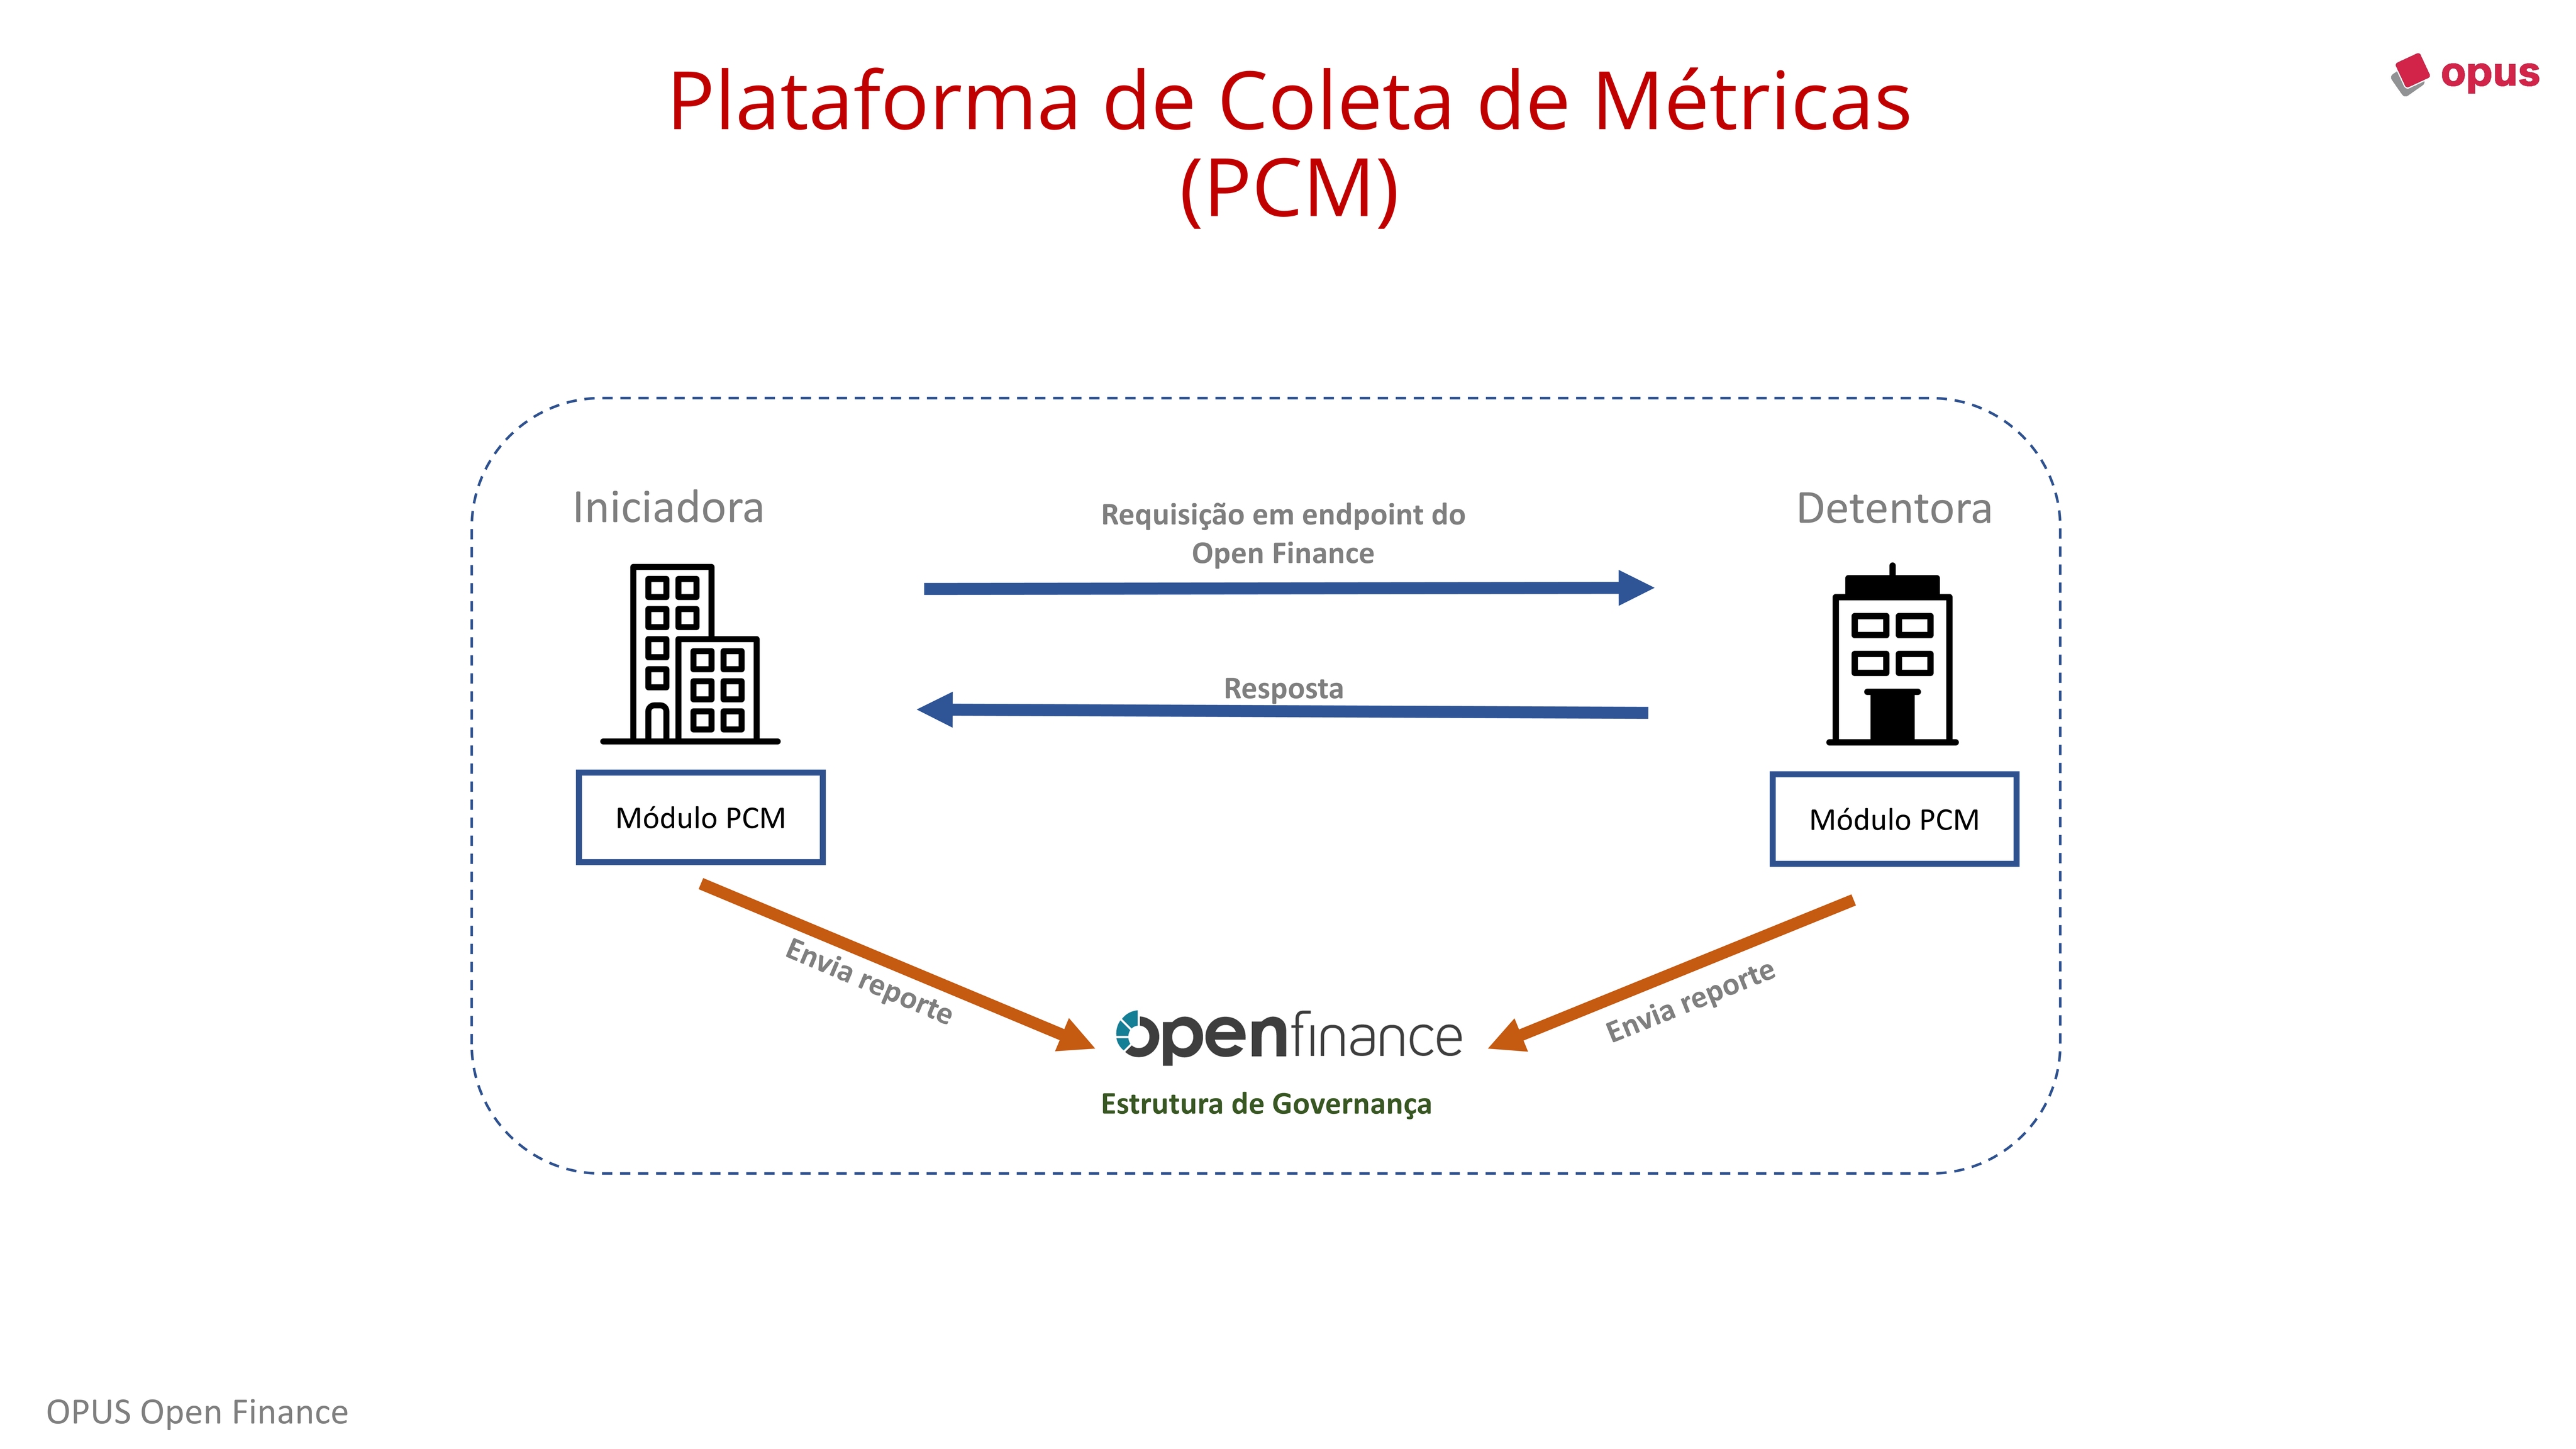 Plataforma de Coleta de Métricas
(PCM)
opus
Iniciadora
Requisição em endpoint do
Open Finance
Detentora
Resposta
Módulo PCM
Módulo PCM
Envia reporte
Envia reporte
openfinance
Estrutura de Governança
OPUS Open Finance